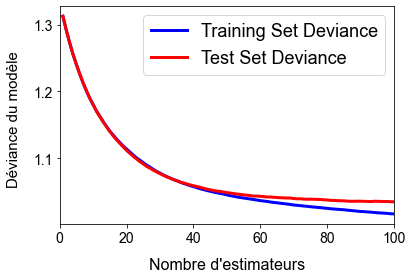 1.3
1.2
1.1
Déviance du modèle
Training Set Deviance
Test Set Deviance
0 20 40 60 80 100
Nombre d'estimateurs